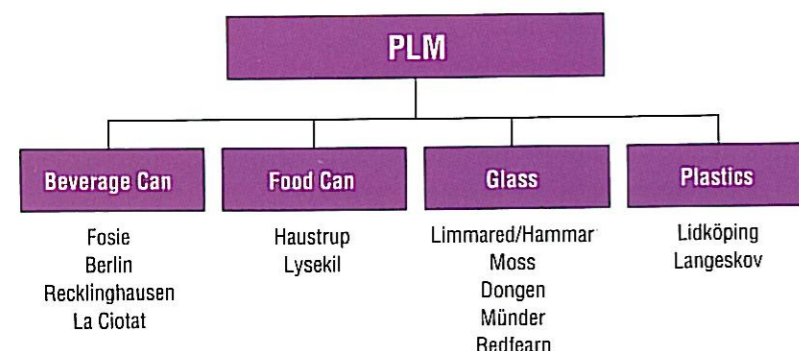 PLM
Beverage Can
Fosie
Berlin
Recklinghausen
La Ciotat
Food Can
Haustrup
Lysekil
Glass
Limmared/Hammar
Moss
Dongen
Münder
Redfearn
Plastics
Lidköping
Langeskov